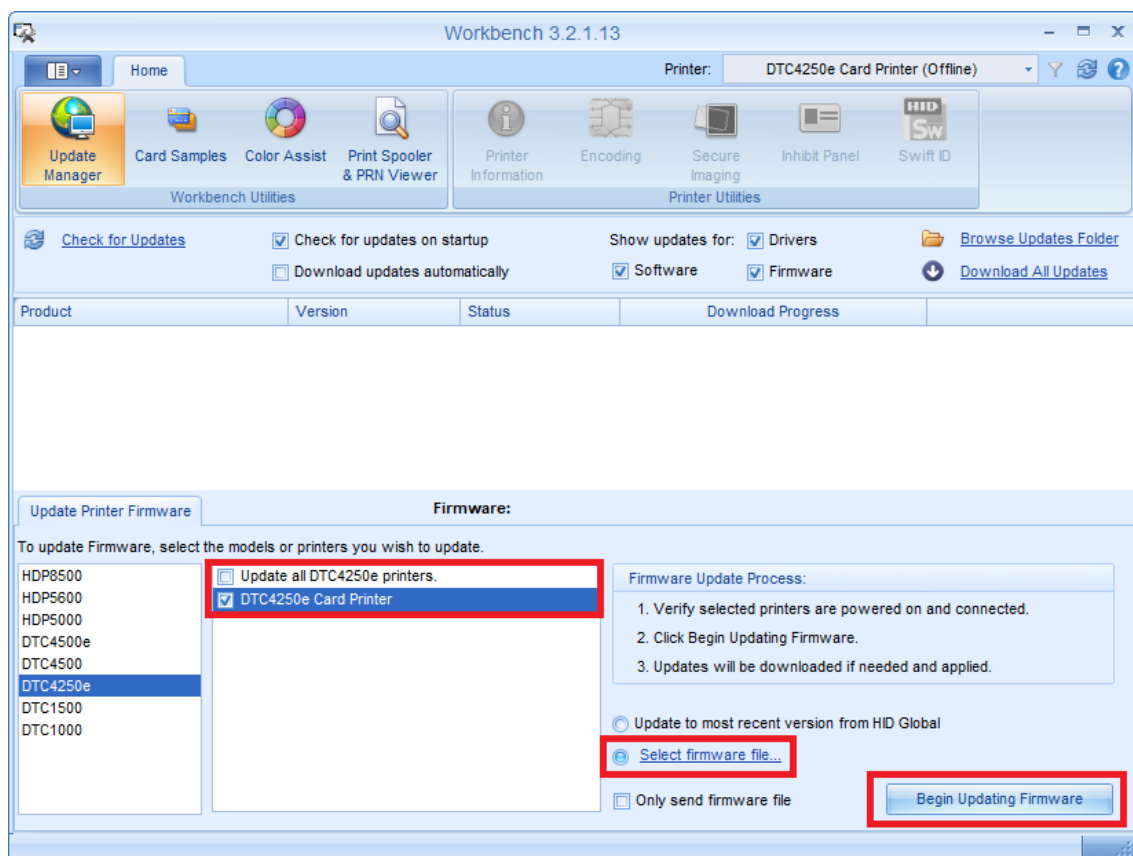 Workbench 3.2.1.13
Home
Printer: DTC4250e Card Printer (Offline)
Update Manager
Card Samples
Color Assist
Print Spooler & PRN Viewer
Printer Information
Encoding
Secure Imaging
Inhibit Panel
HID
Sw
Swift ID
Workbench Utilities
Printer Utilities
Check for Updates
Check for updates on startup
Show updates for:
Drivers
Browse Updates Folder
Download updates automatically
Software
Firmware
Download All Updates
Product Version Status Download Progress
Update Printer Firmware
Firmware:
To update Firmware, select the models or printers you wish to update.
HDP8500
HDP5600
HDP5000
DTC4500e
DTC4500
DTC4250e
DTC1500
DTC1000
Update all DTC4250e printers.
DTC4250e Card Printer
Firmware Update Process:
1. Verify selected printers are powered on and connected.
2. Click Begin Updating Firmware.
3. Updates will be downloaded if needed and applied.
Update to most recent version from HID Global
Select firmware file...
Only send firmware file
Begin Updating Firmware